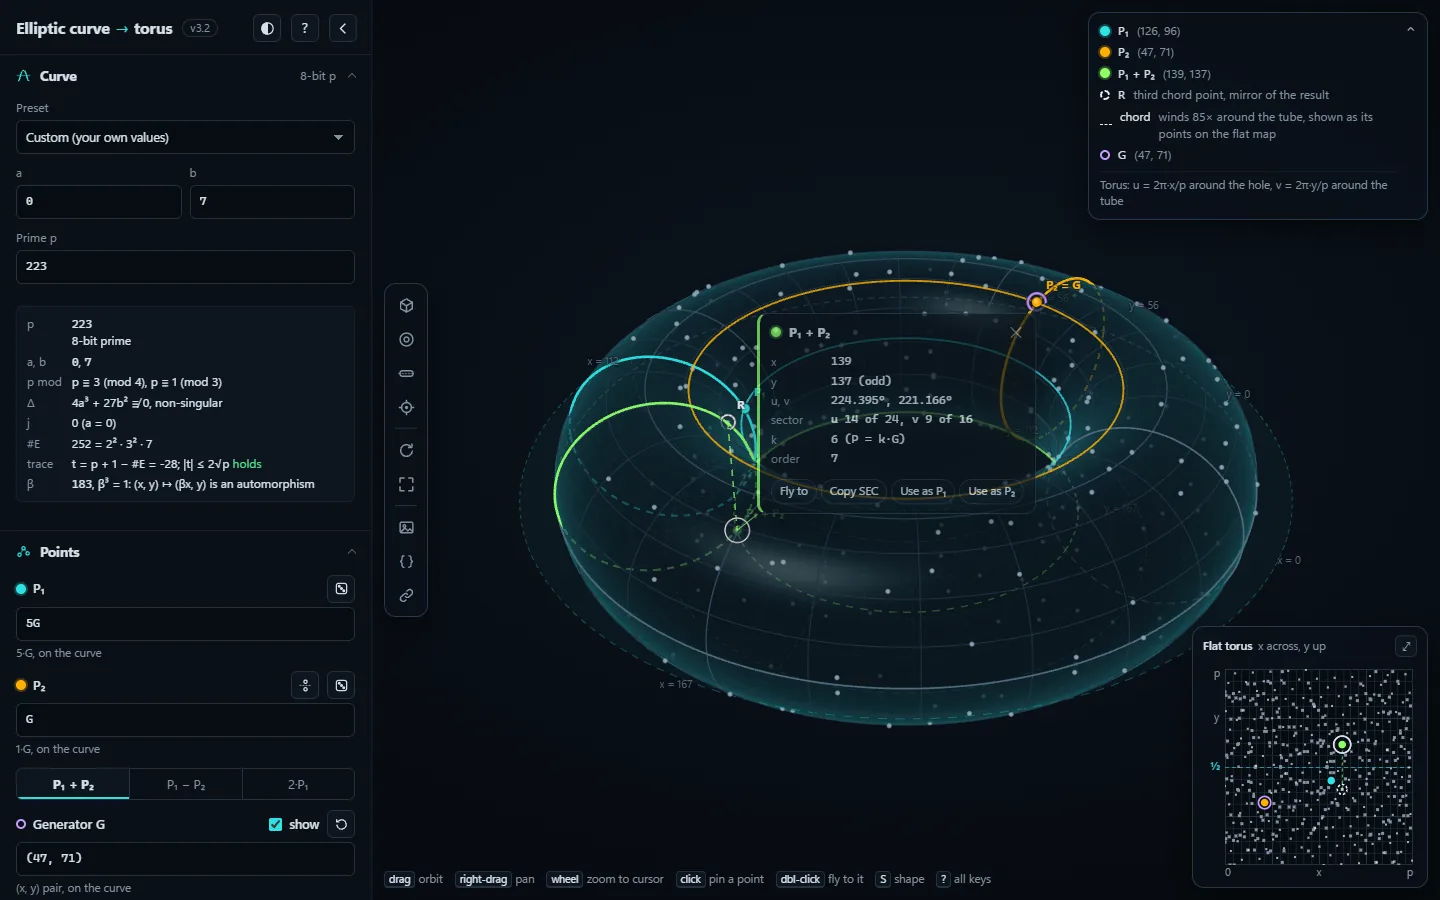 Elliptic curve → torus v3.2 ?
Curve 8-bit p
Preset
Custom (your own values)
a b
0 7
Prime p
223
p 223
8-bit prime
a, b 0, 7
p mod p ≡ 3 (mod 4), p ≡ 1 (mod 3)
Δ 4a³ + 27b² ≢ 0, non-singular
j 0 (a = 0)
#E 252 = 2² · 3² · 7
trace t = p + 1 − #E = -28; |t| ≤ 2√p holds
β 183, β³ = 1: (x, y) ↦ (βx, y) is an automorphism
Points
P₁
5G
5·G, on the curve
P₂
G
1·G, on the curve
P₁ + P₂ P₁ − P₂ 2·P₁
Generator G show
(47, 71)
(x, y) pair, on the curve
P₁ (126, 96)
P₂ (47, 71)
P₁ + P₂ (139, 137)
R third chord point, mirror of the result
chord winds 85× around the tube, shown as its
points on the flat map
G (47, 71)
Torus: u = 2π·x/p around the hole, v = 2π·y/p around the
tube
P₂ = G
y = 56
x = 112
y = 0
R
x = 167
x = 0
y = 167
P₁ + P₂
x 139
y 137 (odd)
u, v 224.395°, 221.166°
sector u 14 of 24, v 9 of 16
k 6 (P = k·G)
order 7
Fly to Copy SEC Use as P₁ Use as P₂
P₁ + P₂
Flat torus x across, y up
p
y
½
0 x p
drag orbit right-drag pan wheel zoom to cursor click pin a point dbl-click fly to it S shape ? all keys